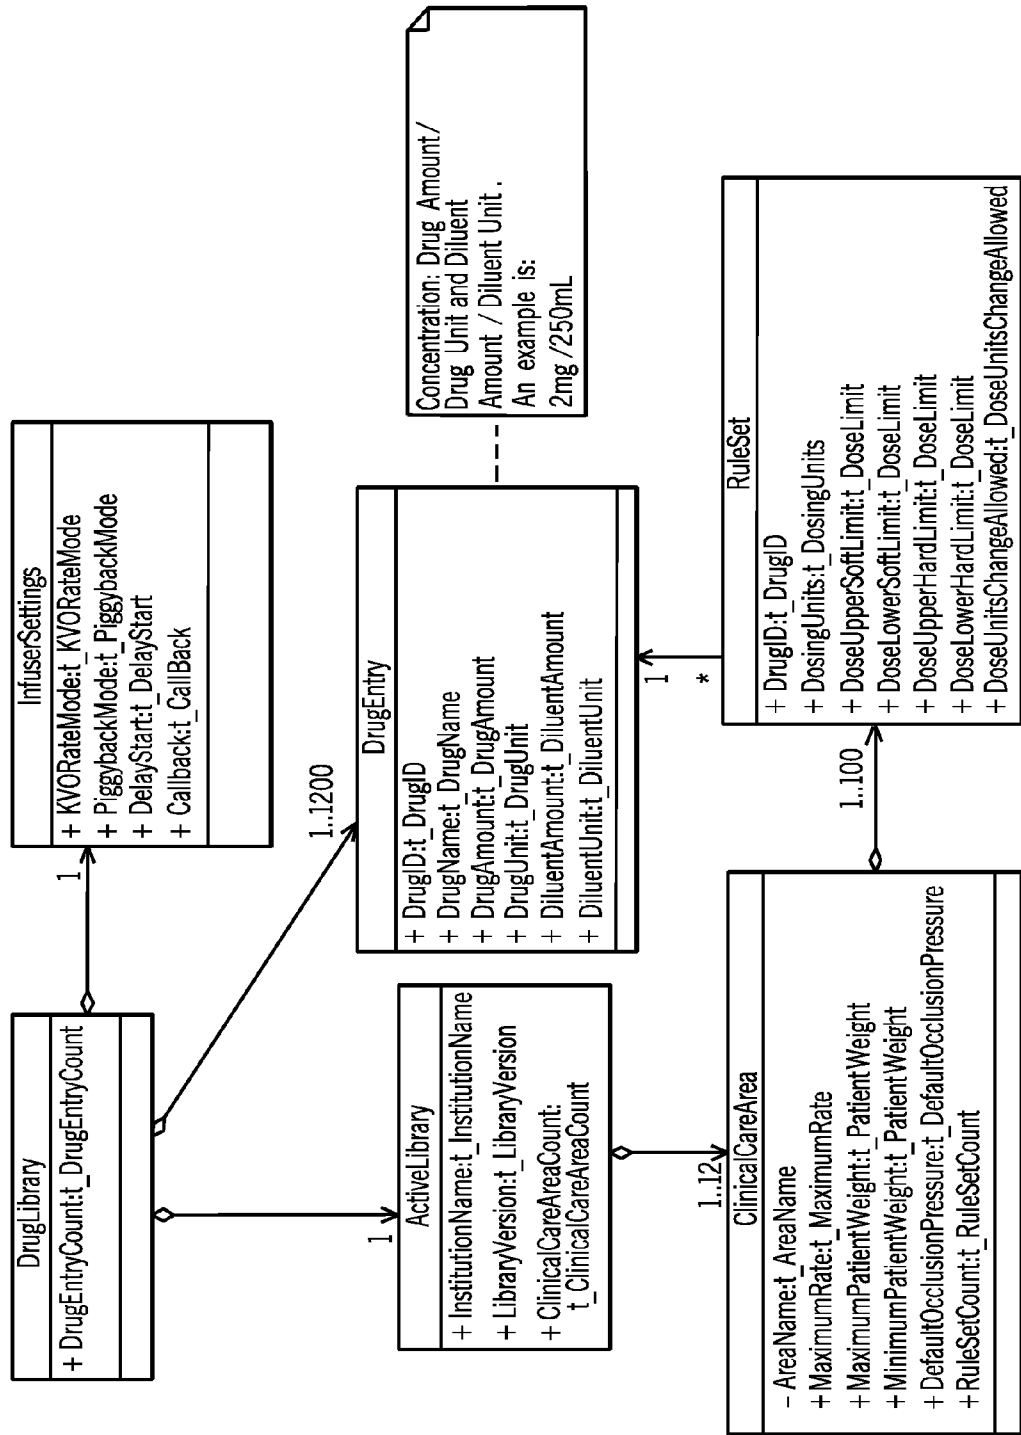 DrugLibrary
+ DrugEntryCount:t_DrugEntryCount
1
InfuserSettings
+ KVORateMode:t_KVORateMode
+ PiggybackMode:t_PiggybackMode
+ DelayStart:t_DelayStart
+ Callback:t_CallBack
1..1200
1
ActiveLibrary
+ InstitutionName:t_InstitutionName
+ LibraryVersion:t_LibraryVersion
+ ClinicalCareAreaCount:
t_ClinicalCareAreaCount
DrugEntry
+ DrugID:t_DrugID
+ DrugName:t_DrugName
+ DrugAmount:t_DrugAmount
+ DrugUnit:t_DrugUnit
+ DiluentAmount:t_DiluentAmount
+ DiluentUnit:t_DiluentUnit
Concentration: Drug Amount/
Drug Unit and Diluent
Amount / Diluent Unit .
An example is:
2mg /250mL
1
*
1..12
ClinicalCareArea
- AreaName:t_AreaName
+ MaximumRate:t_MaximumRate
+ MaximumPatientWeight:t_PatientWeight
+ MinimumPatientWeight:t_PatientWeight
+ DefaultOcclusionPressure:t_DefaultOcclusionPressure
+ RuleSetCount:t_RuleSetCount
1..100
RuleSet
+ DrugID:t_DrugID
+ DosingUnits:t_DosingUnits
+ DoseUpperSoftLimit:t_DoseLimit
+ DoseLowerSoftLimit:t_DoseLimit
+ DoseUpperHardLimit:t_DoseLimit
+ DoseLowerHardLimit:t_DoseLimit
+ DoseUnitsChangeAllowed:t_DoseUnitsChangeAllowed